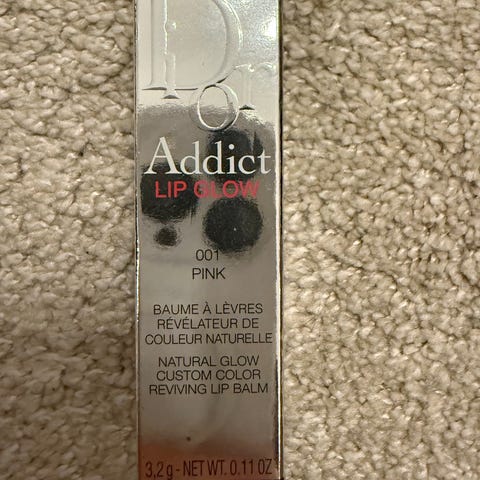 Dior
Addict
LIP GLOW
001
PINK
BAUME À LÈVRES
RÉVÉLATEUR DE
COULEUR NATURELLE
NATURAL GLOW
CUSTOM COLOR
REVIVING LIP BALM
3.2 g - NET WT. 0.11 OZ